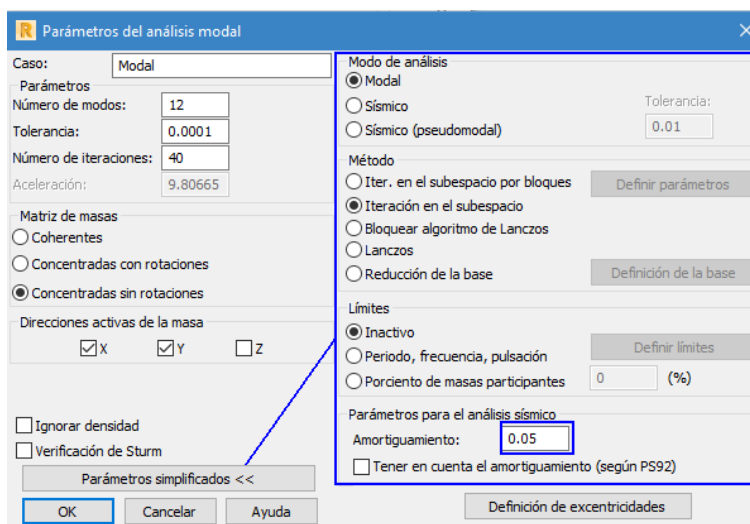 Parámetros del análisis modal
Caso: Modal
Parámetros
Número de modos: 12
Tolerancia: 0.0001
Número de iteraciones: 40
Aceleración: 9.80665
Matriz de masas
Coherentes
Concentradas con rotaciones
Concentradas sin rotaciones
Direcciones activas de la masa
X Y Z
Ignorar densidad
Verificación de Sturm
Parámetros simplificados <<
OK Cancelar Ayuda
Modo de análisis
Modal
Sísmico Tolerancia:
Sísmico (pseudomodal) 0.01
Método
Iter. en el subespacio por bloques Definir parámetros
Iteración en el subespacio
Bloquear algoritmo de Lanczos
Lanczos
Reducción de la base Definición de la base
Límites
Inactivo
Periodo, frecuencia, pulsación Definir límites
Porciento de masas participantes 0 (%)
Parámetros para el análisis sísmico
Amortiguamiento: 0.05
Tener en cuenta el amortiguamiento (según PS92)
Definición de excentricidades